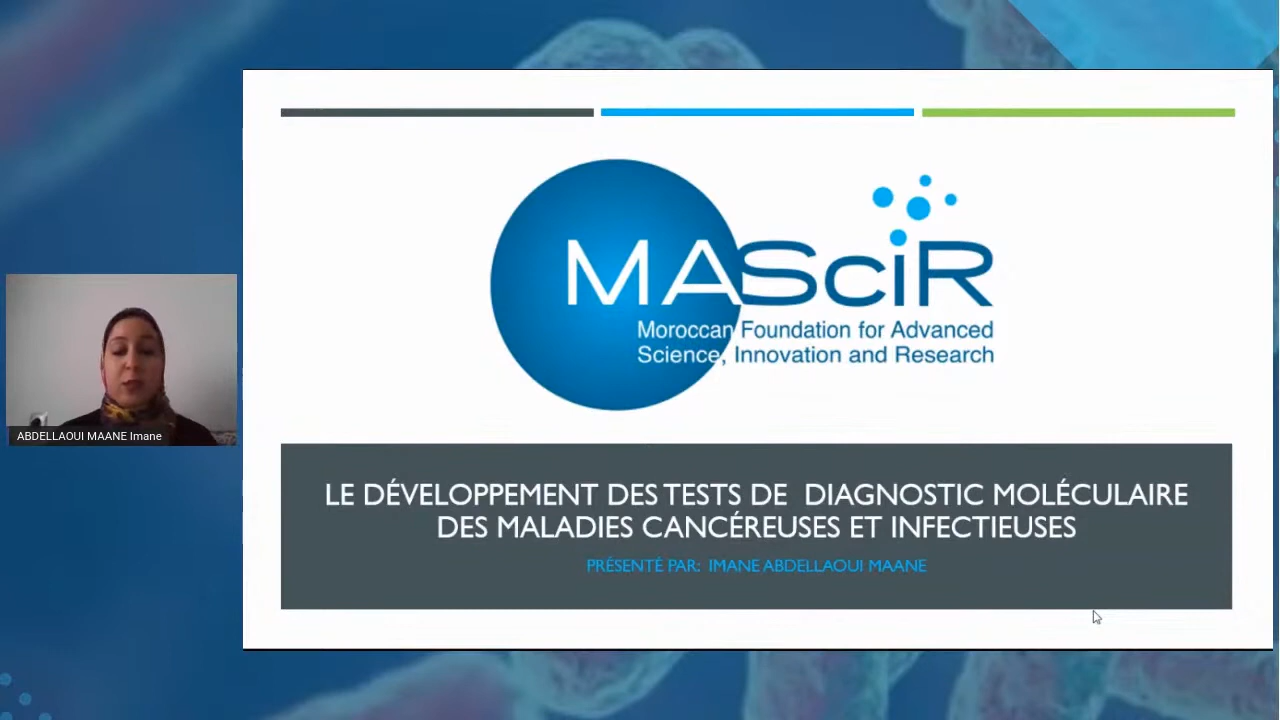 MASciR
Moroccan Foundation for Advanced
Science, Innovation and Research
ABDELLAOUI MAANE Imane
LE DÉVELOPPEMENT DES TESTS DE DIAGNOSTIC MOLÉCULAIRE
DES MALADIES CANCÉREUSES ET INFECTIEUSES
PRÉSENTÉ PAR: IMANE ABDELLAOUI MAANE